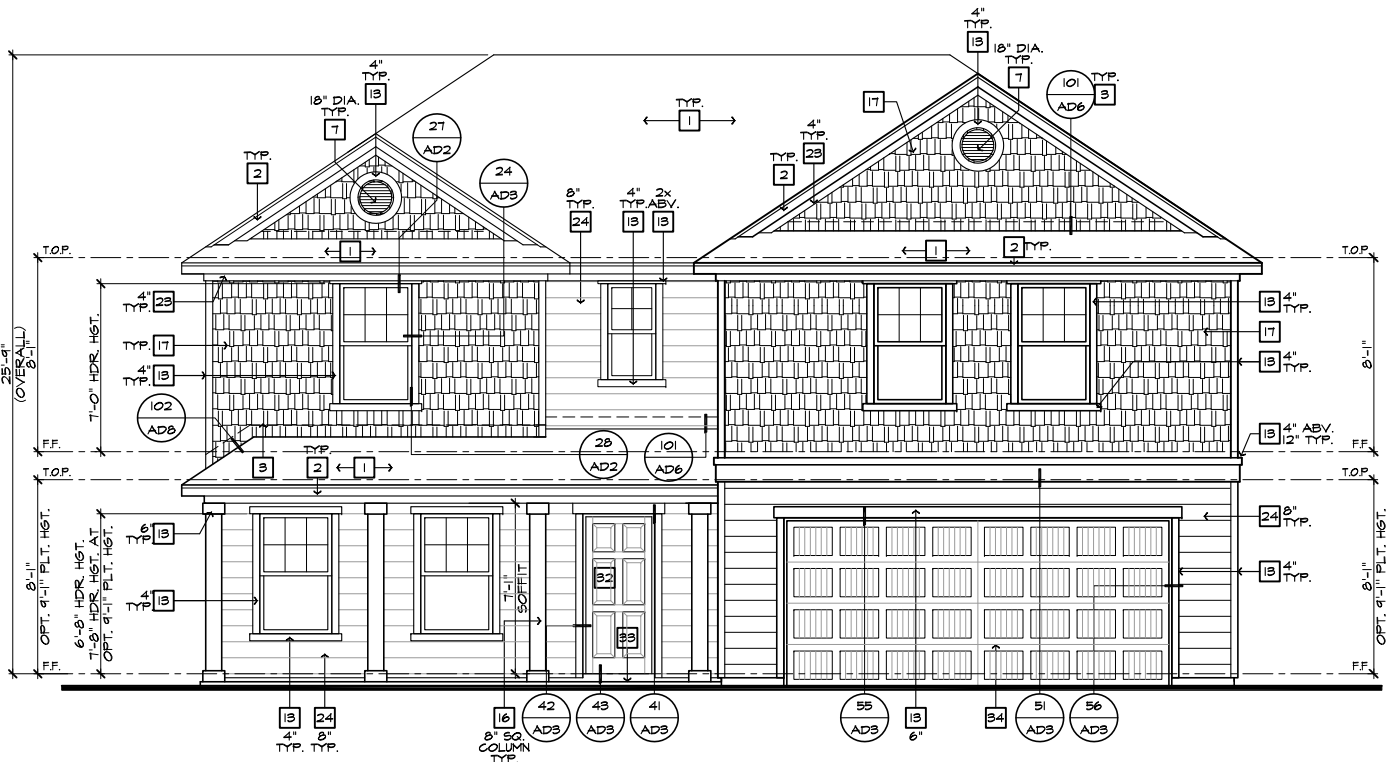 4"
TYP.
13
18" DIA.
TYP.
7
101
AD6
TYP.
3
4"
TYP.
13
18" DIA.
TYP.
7
27
AD2
TYP.
1
17
4"
TYP.
23
TYP.
2
24
AD3
TYP.
2
8"
TYP.
24
4"
TYP.
13
2x
ABV.
13
T.O.P.
1
1
2 TYP.
T.O.P.
4"
TYP. 23
13 4"
TYP.
TYP. 17
17
4"
TYP. 13
13 4"
TYP.
25'-9"
(OVERALL)
8'-1"
7'-0" HDR. HGT.
8'-1"
102
AD8
F.F.
3
TYP.
2
1
28
AD2
101
AD6
13 4" ABV.
12" TYP.
F.F.
T.O.P.
T.O.P.
6"
TYP. 13
24 8"
TYP.
4"
TYP. 13
13 4"
TYP.
8'-1"
OPT. 9'-1" PLT. HGT.
6'-8" HDR. HGT.
7'-8" HDR. HGT. AT
OPT. 9'-1" PLT. HGT.
7'-1"
SOFFIT
32
33
8'-1"
OPT. 9'-1" PLT. HGT.
F.F.
F.F.
13
4"
TYP.
24
8"
TYP.
16
8" SQ.
COLUMN
TYP.
42
AD3
43
AD3
41
AD3
55
AD3
13
6"
34
51
AD3
56
AD3